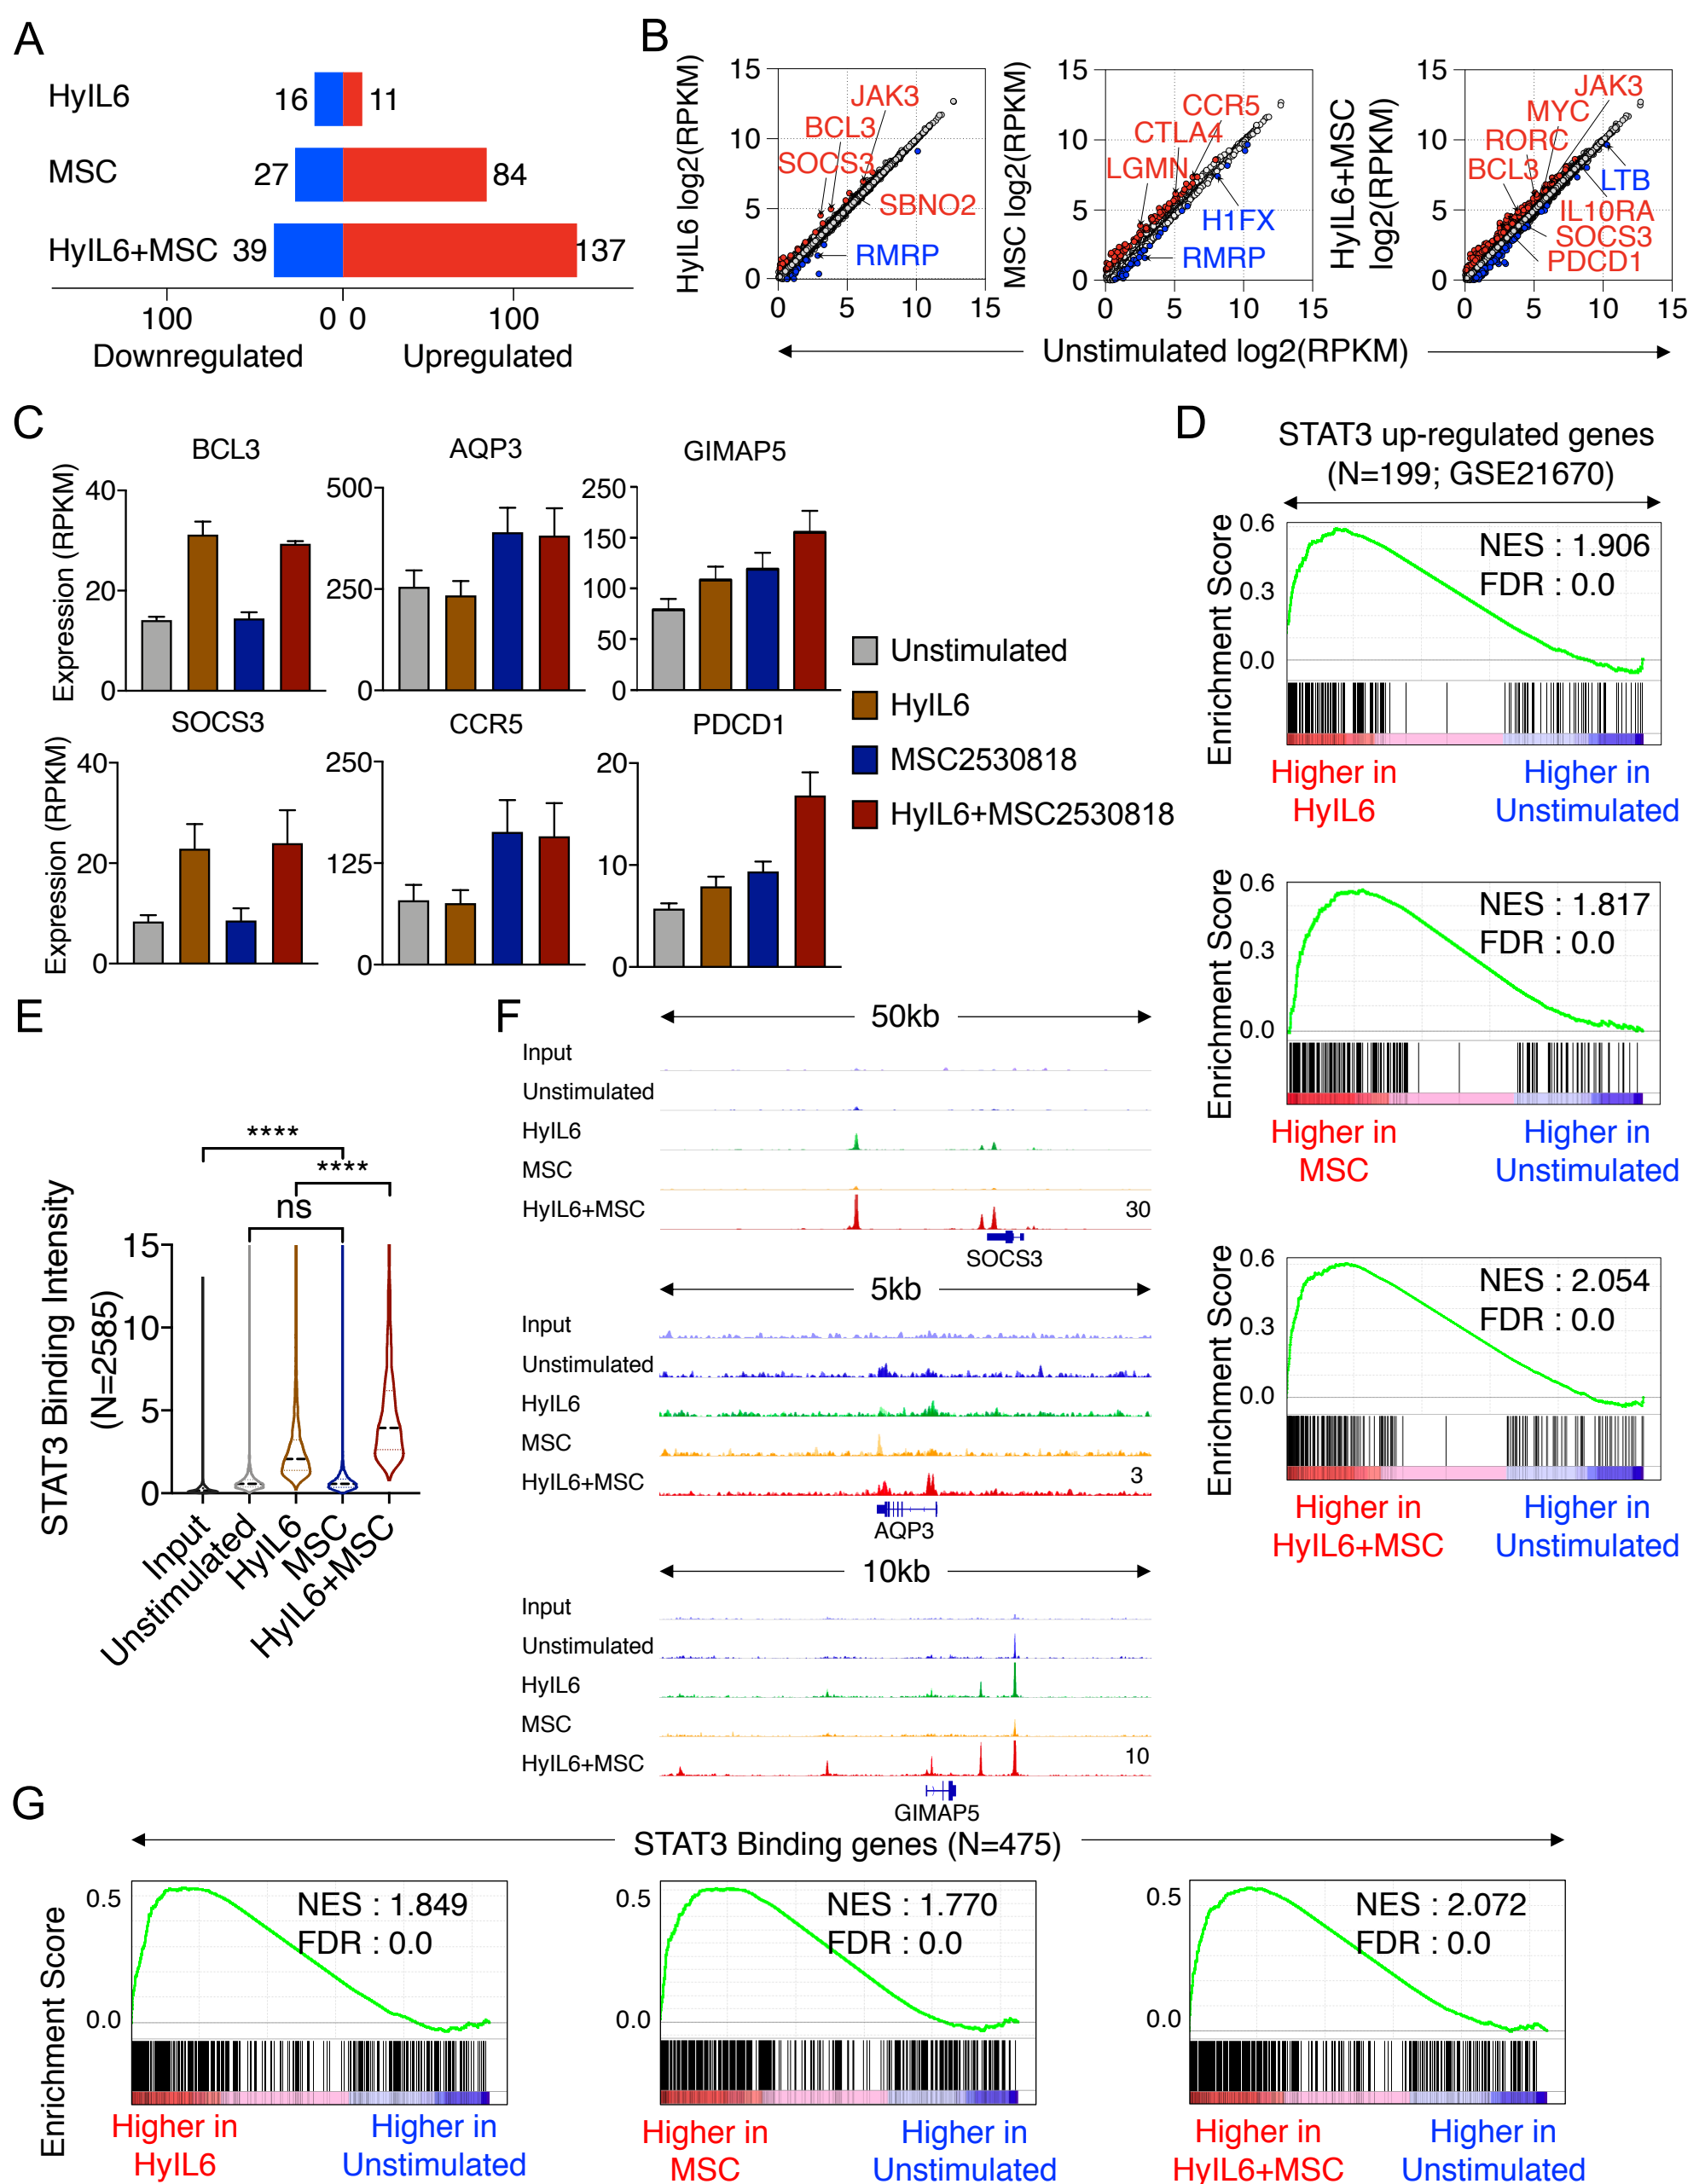 A
HyIL6
16
11
MSC
27
84
HyIL6+MSC
39
137
100
0
0
100
Downregulated
Upregulated
B
HyIL6 log2(RPKM)
15
10
5
0
JAK3
BCL3
SOCS3
SBNO2
RMRP
0
5
10
15
MSC log2(RPKM)
15
10
5
0
CCR5
CTLA4
LGMN
H1FX
RMRP
0
5
10
15
HyIL6+MSC
log2(RPKM)
15
10
5
0
JAK3
MYC
RORC
BCL3
LTB
IL10RA
SOCS3
PDCD1
0
5
10
15
Unstimulated log2(RPKM)
C
Expression (RPKM)
BCL3
40
20
0
AQP3
500
250
0
GIMAP5
250
150
100
50
0
Expression (RPKM)
SOCS3
40
20
0
CCR5
250
125
0
PDCD1
20
10
0
Unstimulated
HyIL6
MSC2530818
HyIL6+MSC2530818
D
STAT3 up-regulated genes
(N=199; GSE21670)
Enrichment Score
0.6
0.3
0.0
NES : 1.906
FDR : 0.0
Higher in
HyIL6
Higher in
Unstimulated
Enrichment Score
0.6
0.3
0.0
NES : 1.817
FDR : 0.0
Higher in
MSC
Higher in
Unstimulated
Enrichment Score
0.6
0.3
0.0
NES : 2.054
FDR : 0.0
Higher in
HyIL6+MSC
Higher in
Unstimulated
E
STAT3 Binding Intensity
(N=2585)
15
10
5
0
****
****
ns
Input
Unstimulated
HyIL6
MSC
HyIL6+MSC
F
50kb
Input
Unstimulated
HyIL6
MSC
HyIL6+MSC
30
SOCS3
5kb
Input
Unstimulated
HyIL6
MSC
HyIL6+MSC
3
AQP3
10kb
Input
Unstimulated
HyIL6
MSC
HyIL6+MSC
10
GIMAP5
G
STAT3 Binding genes (N=475)
Enrichment Score
0.5
0.0
NES : 1.849
FDR : 0.0
Higher in
HyIL6
Higher in
Unstimulated
0.5
0.0
NES : 1.770
FDR : 0.0
Higher in
MSC
Higher in
Unstimulated
0.5
0.0
NES : 2.072
FDR : 0.0
Higher in
HyIL6+MSC
Higher in
Unstimulated